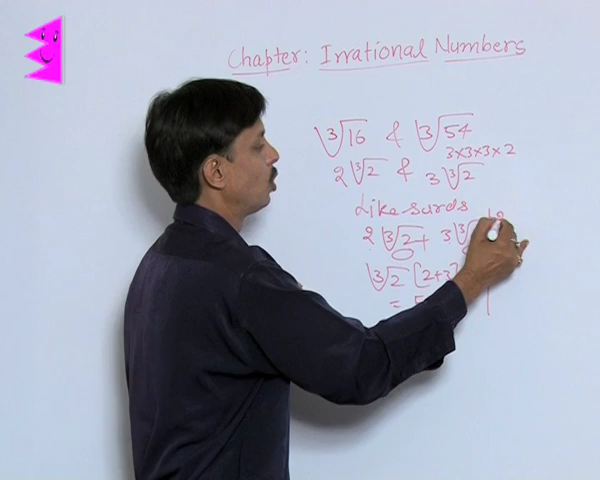 Chapter: Irrational Numbers
∛16 & ∛54
3×3×3×2
2∛2 & 3∛2
Like surds
2∛2 + 3∛
∛2 [2+3]
= 5